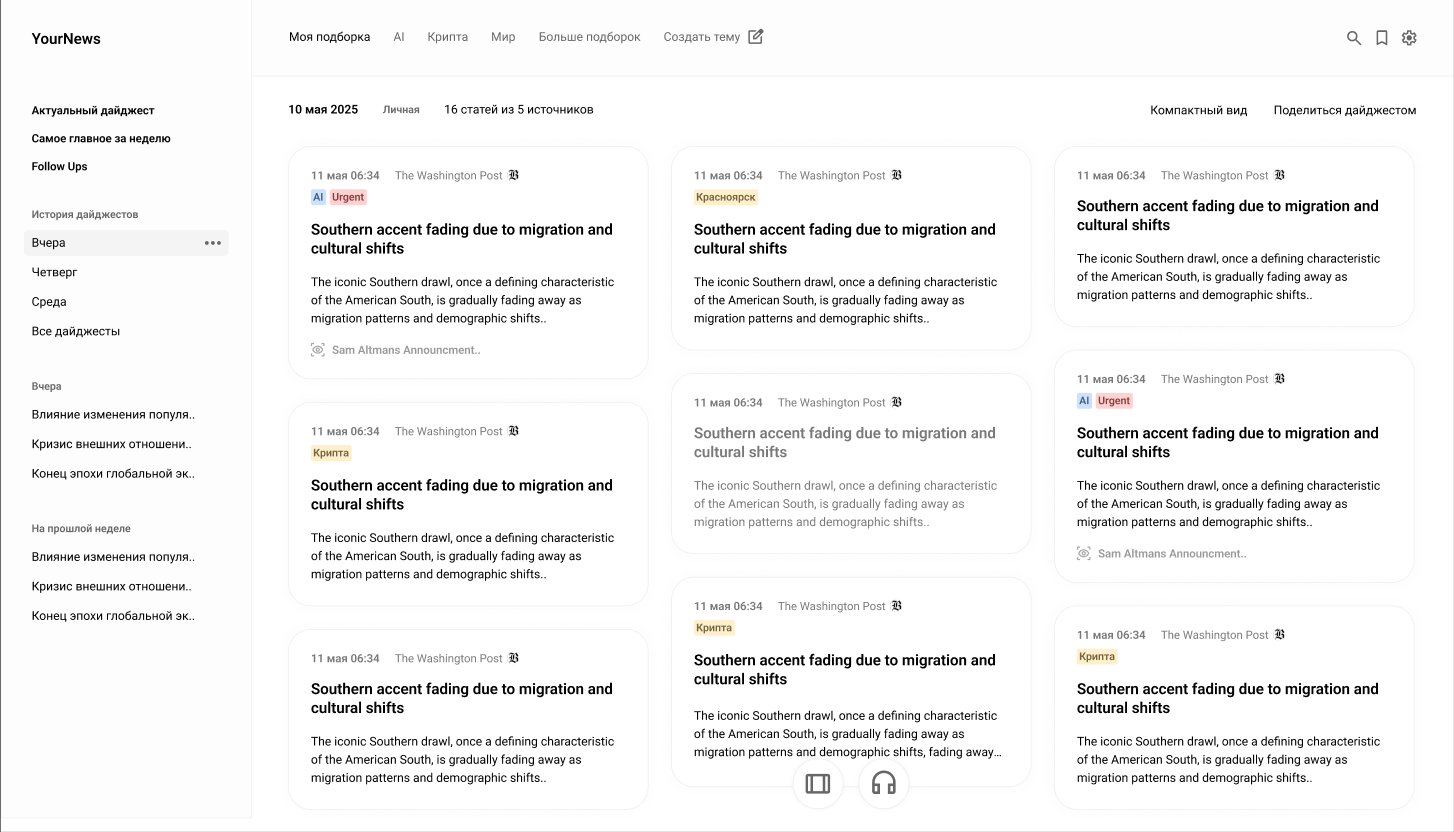 YourNews
Актуальный дайджест
Самое главное за неделю
Follow Ups
История дайджестов
Вчера
Четверг
Среда
Все дайджесты
Вчера
Влияние изменения популя..
Кризис внешних отношени..
Конец эпохи глобальной эк..
На прошлой неделе
Влияние изменения популя..
Кризис внешних отношени..
Конец эпохи глобальной эк..
Моя подборка AI Крипта Мир Больше подборок Создать тему
10 мая 2025 Личная 16 статей из 5 источников Компактный вид Поделиться дайджестом
11 мая 06:34 The Washington Post
AI Urgent
Southern accent fading due to migration and
cultural shifts
The iconic Southern drawl, once a defining characteristic
of the American South, is gradually fading away as
migration patterns and demographic shifts..
Sam Altmans Announcment..
11 мая 06:34 The Washington Post
Крипта
Southern accent fading due to migration and
cultural shifts
The iconic Southern drawl, once a defining characteristic
of the American South, is gradually fading away as
migration patterns and demographic shifts..
11 мая 06:34 The Washington Post
Southern accent fading due to migration and
cultural shifts
The iconic Southern drawl, once a defining characteristic
of the American South, is gradually fading away as
migration patterns and demographic shifts..
11 мая 06:34 The Washington Post
Красноярск
Southern accent fading due to migration and
cultural shifts
The iconic Southern drawl, once a defining characteristic
of the American South, is gradually fading away as
migration patterns and demographic shifts..
11 мая 06:34 The Washington Post
Southern accent fading due to migration and
cultural shifts
The iconic Southern drawl, once a defining characteristic
of the American South, is gradually fading away as
migration patterns and demographic shifts..
11 мая 06:34 The Washington Post
Крипта
Southern accent fading due to migration and
cultural shifts
The iconic Southern drawl, once a defining characteristic
of the American South, is gradually fading away as
migration patterns and demographic shifts, fading away...
11 мая 06:34 The Washington Post
Southern accent fading due to migration and
cultural shifts
The iconic Southern drawl, once a defining characteristic
of the American South, is gradually fading away as
migration patterns and demographic shifts..
11 мая 06:34 The Washington Post
AI Urgent
Southern accent fading due to migration and
cultural shifts
The iconic Southern drawl, once a defining characteristic
of the American South, is gradually fading away as
migration patterns and demographic shifts..
Sam Altmans Announcment..
11 мая 06:34 The Washington Post
Крипта
Southern accent fading due to migration and
cultural shifts
The iconic Southern drawl, once a defining characteristic
of the American South, is gradually fading away as
migration patterns and demographic shifts..